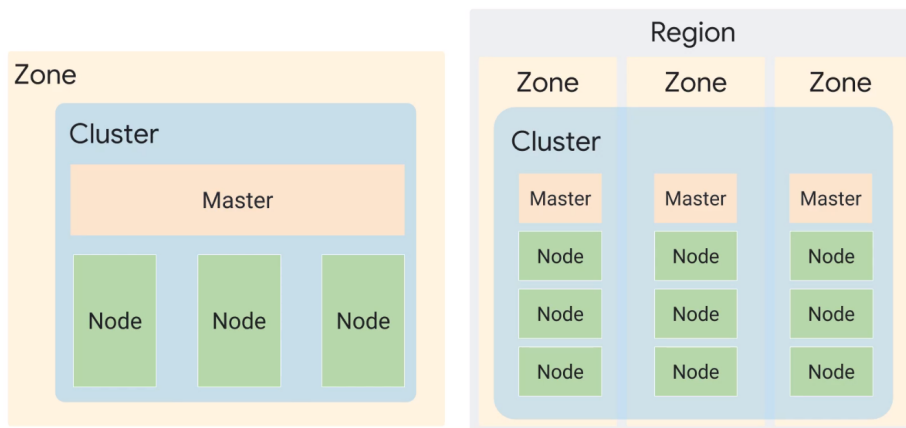 Zone
Cluster
Master
Node Node Node
Region
Zone Zone Zone
Cluster
Master Master Master
Node Node Node
Node Node Node
Node Node Node